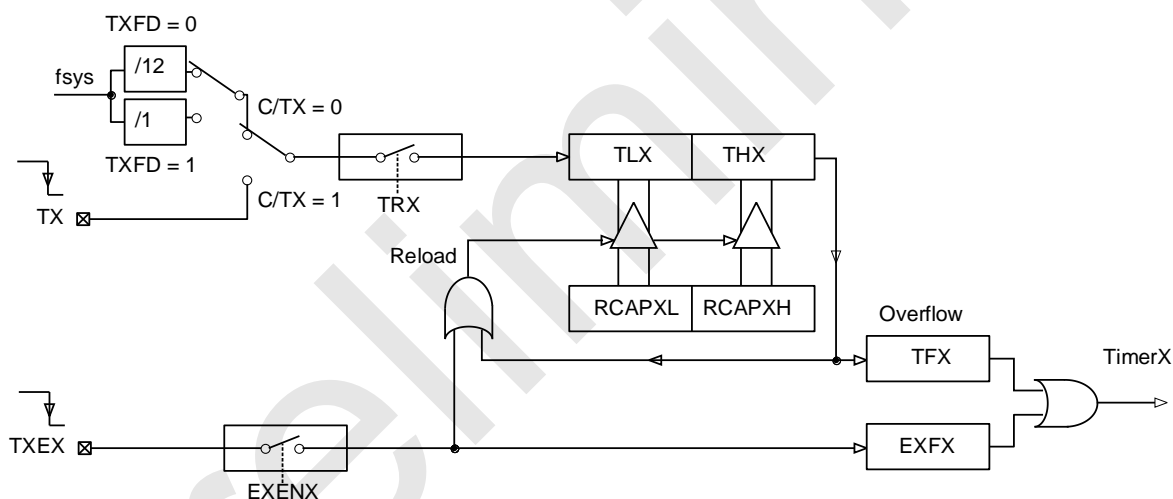 TXFD = 0
fsys
/12
C/TX = 0
/1
TXFD = 1
TLX
THX
TX
C/TX = 1
TRX
Reload
RCAPXL
RCAPXH
Overflow
TFX
TimerX
TXEX
EXFX
EXENX